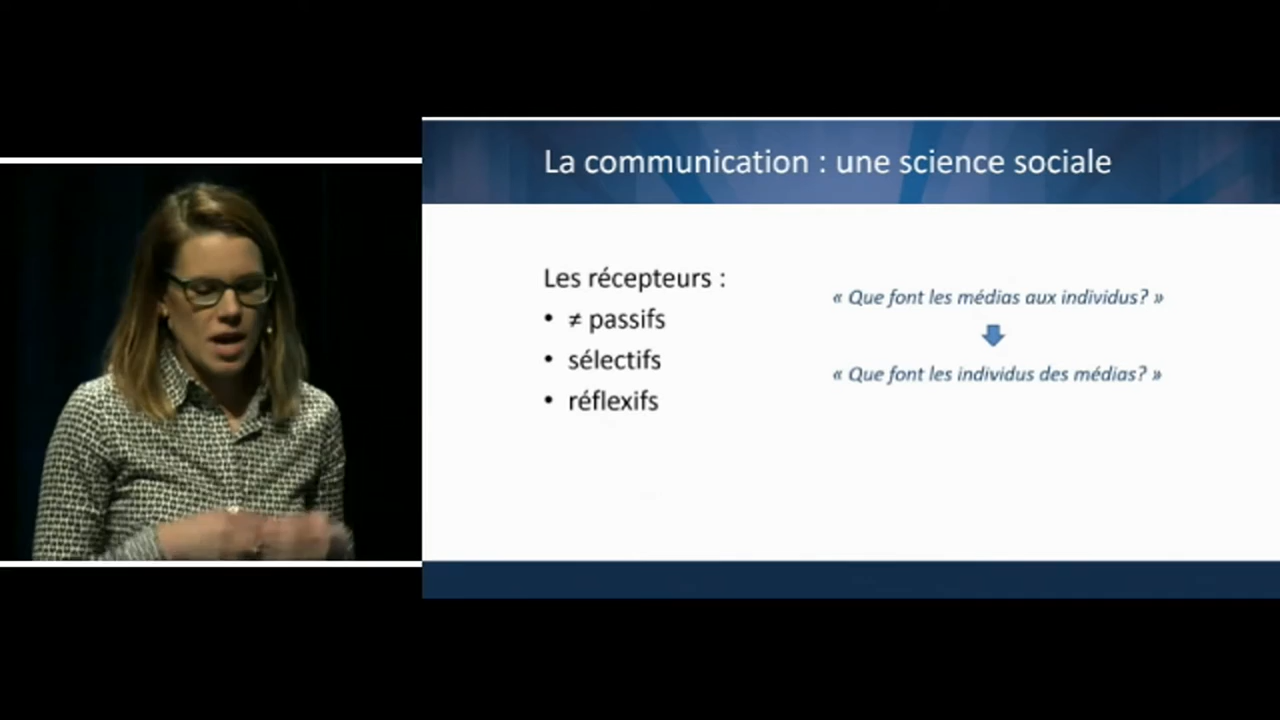 La communication : une science sociale
Les récepteurs :
• ≠ passifs
• sélectifs
• réflexifs
« Que font les médias aux individus? »
« Que font les individus des médias? »